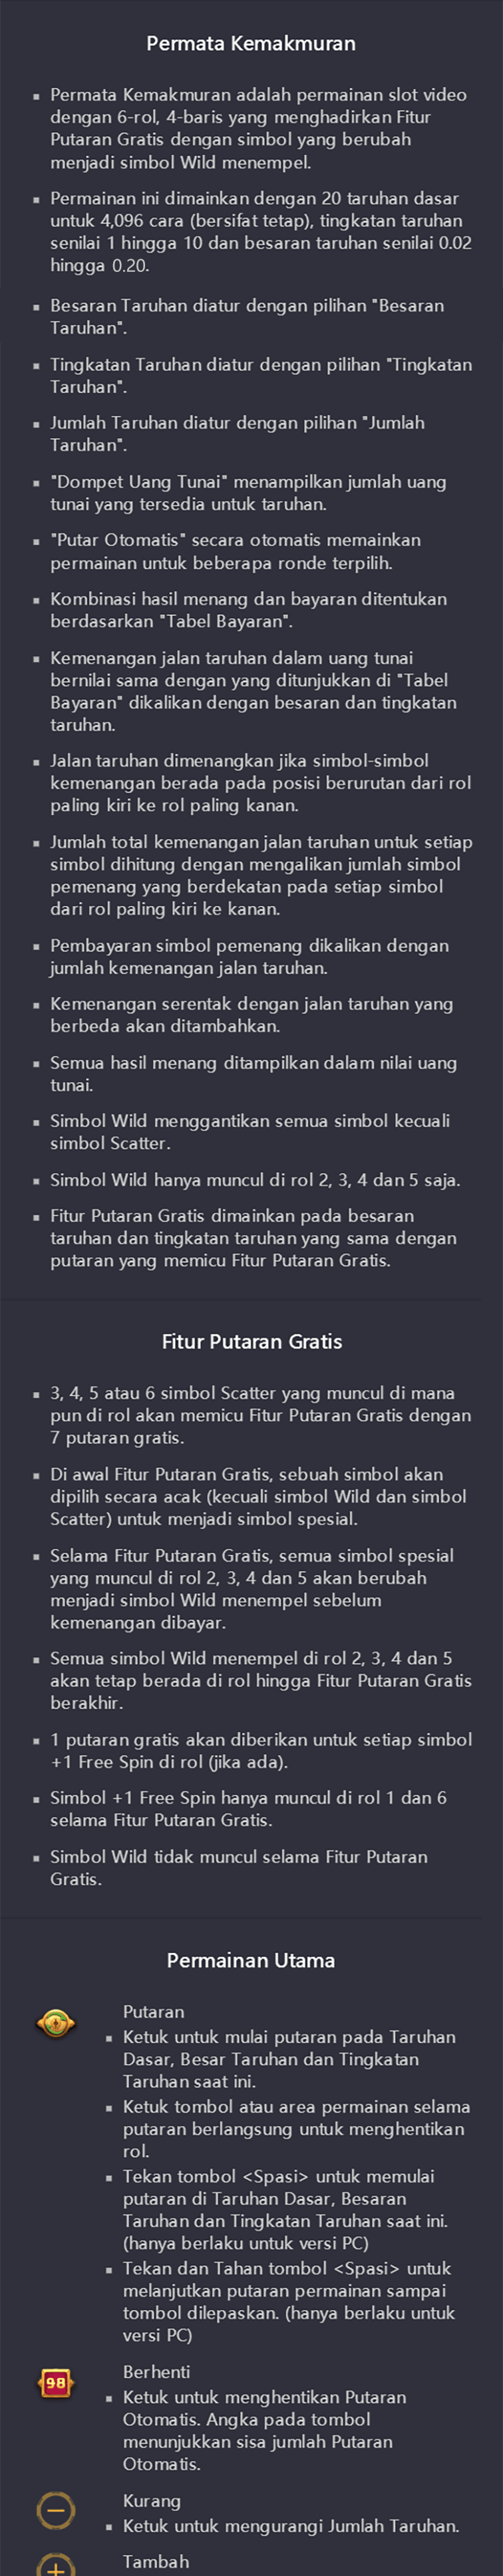 Permata Kemakmuran
▪ Permata Kemakmuran adalah permainan slot video
dengan 6-rol, 4-baris yang menghadirkan Fitur
Putaran Gratis dengan simbol yang berubah
menjadi simbol Wild menempel.
▪ Permainan ini dimainkan dengan 20 taruhan dasar
untuk 4,096 cara (bersifat tetap), tingkatan taruhan
senilai 1 hingga 10 dan besaran taruhan senilai 0.02
hingga 0.20.
▪ Besaran Taruhan diatur dengan pilihan "Besaran
Taruhan".
▪ Tingkatan Taruhan diatur dengan pilihan "Tingkatan
Taruhan".
▪ Jumlah Taruhan diatur dengan pilihan "Jumlah
Taruhan".
▪ "Dompet Uang Tunai" menampilkan jumlah uang
tunai yang tersedia untuk taruhan.
▪ "Putar Otomatis" secara otomatis memainkan
permainan untuk beberapa ronde terpilih.
▪ Kombinasi hasil menang dan bayaran ditentukan
berdasarkan "Tabel Bayaran".
▪ Kemenangan jalan taruhan dalam uang tunai
bernilai sama dengan yang ditunjukkan di "Tabel
Bayaran" dikalikan dengan besaran dan tingkatan
taruhan.
▪ Jalan taruhan dimenangkan jika simbol-simbol
kemenangan berada pada posisi berurutan dari rol
paling kiri ke rol paling kanan.
▪ Jumlah total kemenangan jalan taruhan untuk setiap
simbol dihitung dengan mengalikan jumlah simbol
pemenang yang berdekatan pada setiap simbol
dari rol paling kiri ke kanan.
▪ Pembayaran simbol pemenang dikalikan dengan
jumlah kemenangan jalan taruhan.
▪ Kemenangan serentak dengan jalan taruhan yang
berbeda akan ditambahkan.
▪ Semua hasil menang ditampilkan dalam nilai uang
tunai.
▪ Simbol Wild menggantikan semua simbol kecuali
simbol Scatter.
▪ Simbol Wild hanya muncul di rol 2, 3, 4 dan 5 saja.
▪ Fitur Putaran Gratis dimainkan pada besaran
taruhan dan tingkatan taruhan yang sama dengan
putaran yang memicu Fitur Putaran Gratis.
Fitur Putaran Gratis
▪ 3, 4, 5 atau 6 simbol Scatter yang muncul di mana
pun di rol akan memicu Fitur Putaran Gratis dengan
7 putaran gratis.
▪ Di awal Fitur Putaran Gratis, sebuah simbol akan
dipilih secara acak (kecuali simbol Wild dan simbol
Scatter) untuk menjadi simbol spesial.
▪ Selama Fitur Putaran Gratis, semua simbol spesial
yang muncul di rol 2, 3, 4 dan 5 akan berubah
menjadi simbol Wild menempel sebelum
kemenangan dibayar.
▪ Semua simbol Wild menempel di rol 2, 3, 4 dan 5
akan tetap berada di rol hingga Fitur Putaran Gratis
berakhir.
▪ 1 putaran gratis akan diberikan untuk setiap simbol
+1 Free Spin di rol (jika ada).
▪ Simbol +1 Free Spin hanya muncul di rol 1 dan 6
selama Fitur Putaran Gratis.
▪ Simbol Wild tidak muncul selama Fitur Putaran
Gratis.
Permainan Utama
Putaran
▪ Ketuk untuk mulai putaran pada Taruhan
Dasar, Besar Taruhan dan Tingkatan
Taruhan saat ini.
▪ Ketuk tombol atau area permainan selama
putaran berlangsung untuk menghentikan
rol.
▪ Tekan tombol <Spasi> untuk memulai
putaran di Taruhan Dasar, Besaran
Taruhan dan Tingkatan Taruhan saat ini.
(hanya berlaku untuk versi PC)
▪ Tekan dan Tahan tombol <Spasi> untuk
melanjutkan putaran permainan sampai
tombol dilepaskan. (hanya berlaku untuk
versi PC)
98
Berhenti
▪ Ketuk untuk menghentikan Putaran
Otomatis. Angka pada tombol
menunjukkan sisa jumlah Putaran
Otomatis.
Kurang
▪ Ketuk untuk mengurangi Jumlah Taruhan.
Tambah